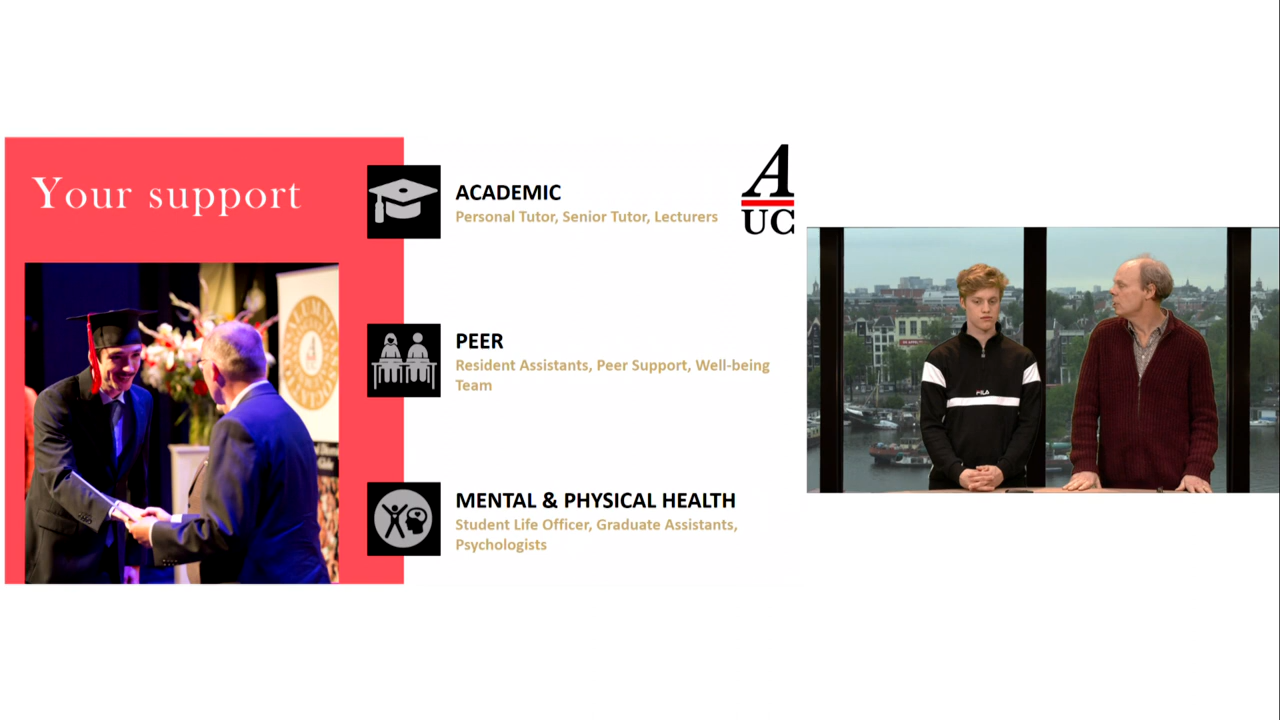 Your support
ACADEMIC
Personal Tutor, Senior Tutor, Lecturers
A
UC
PEER
Resident Assistants, Peer Support, Well-being
Team
MENTAL & PHYSICAL HEALTH
Student Life Officer, Graduate Assistants,
Psychologists
FILA